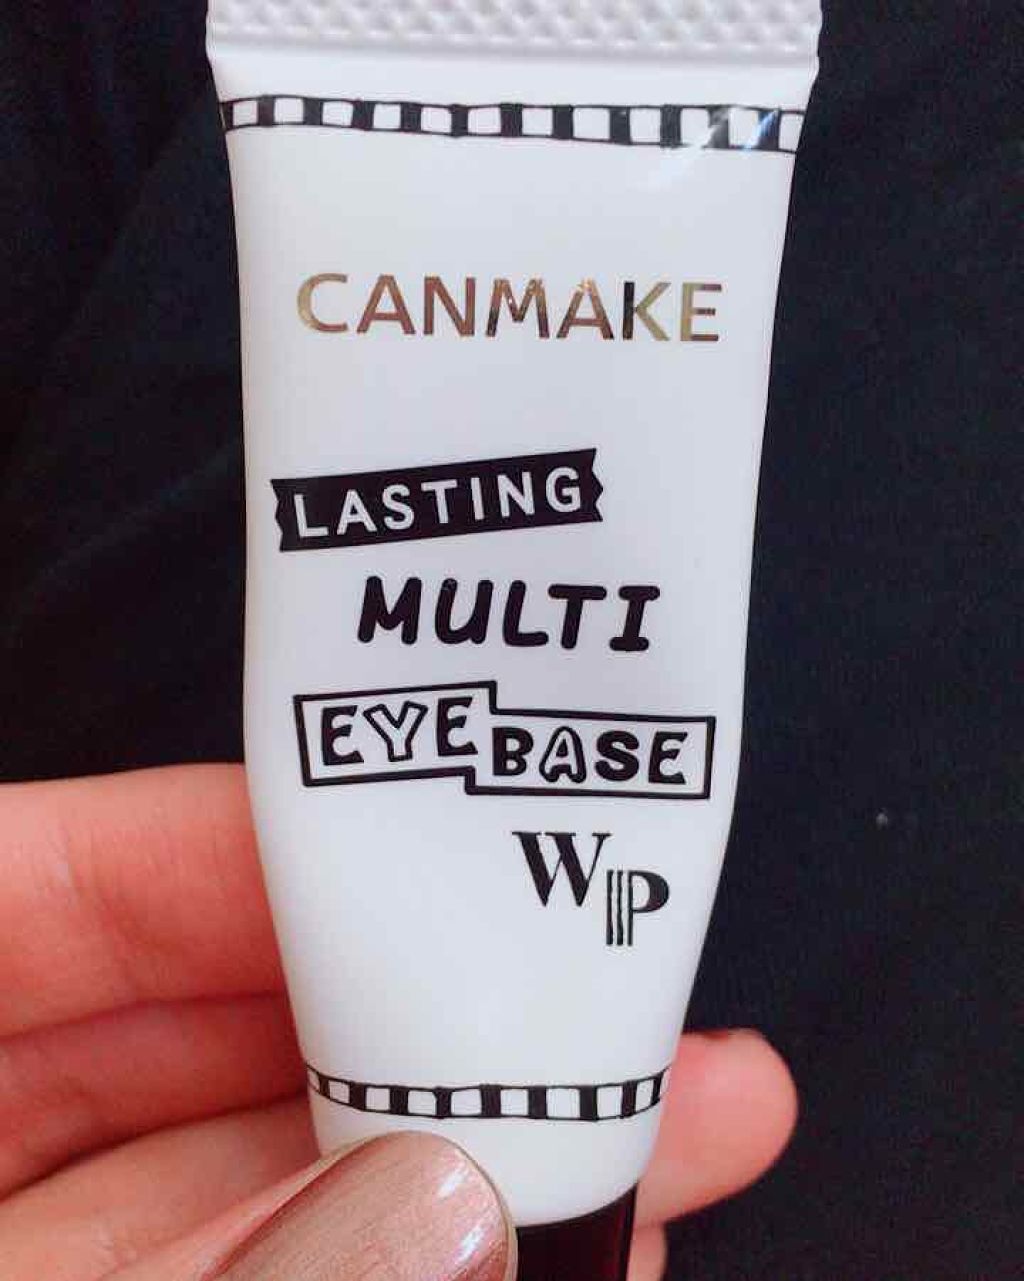 CANMAKE
LASTING
MULTI
EYE BASE
WP